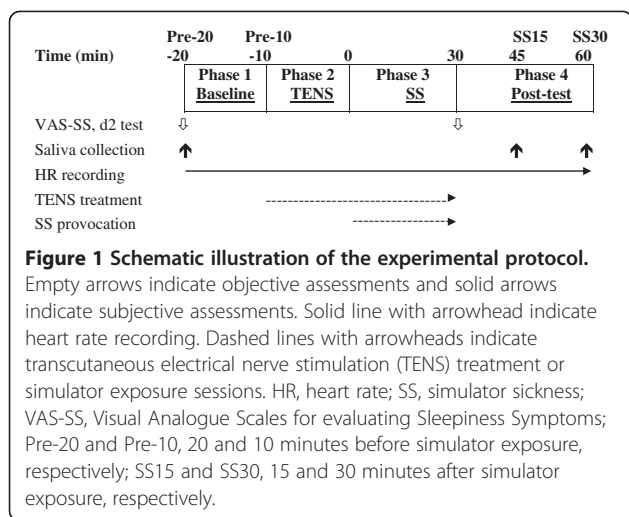 Pre-20 Pre-10 SS15 SS30
Time (min) -20 -10 0 30 45 60
Phase 1 Phase 2 Phase 3 Phase 4
Baseline TENS SS Post-test
VAS-SS, d2 test
Saliva collection
HR recording
TENS treatment
SS provocation
Figure 1 Schematic illustration of the experimental protocol.
Empty arrows indicate objective assessments and solid arrows
indicate subjective assessments. Solid line with arrowhead indicate
heart rate recording. Dashed lines with arrowheads indicate
transcutaneous electrical nerve stimulation (TENS) treatment or
simulator exposure sessions. HR, heart rate; SS, simulator sickness;
VAS-SS, Visual Analogue Scales for evaluating Sleepiness Symptoms;
Pre-20 and Pre-10, 20 and 10 minutes before simulator exposure,
respectively; SS15 and SS30, 15 and 30 minutes after simulator
exposure, respectively.